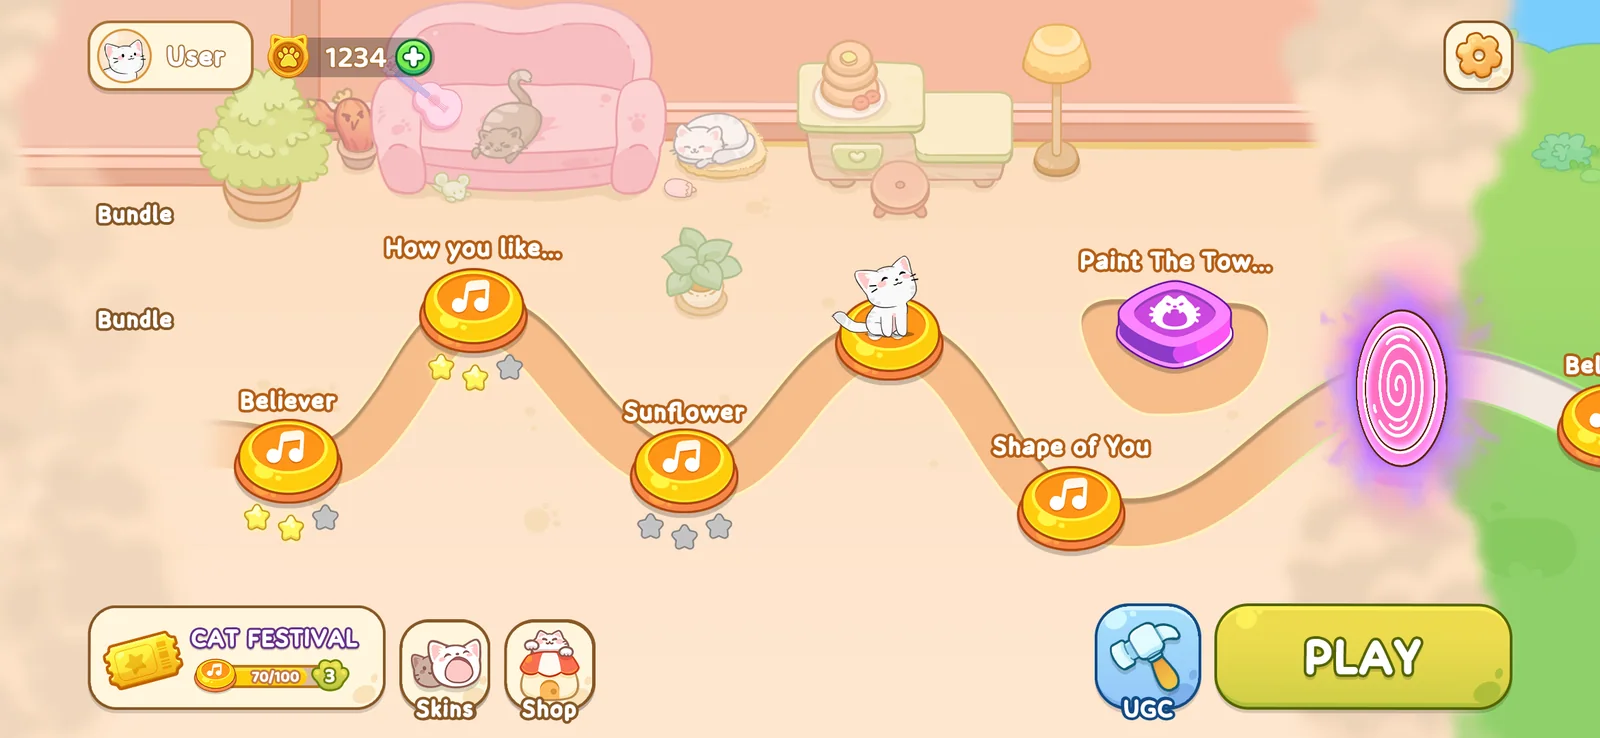 User
1234
Bundle
How you like...
Paint The Tow...
Bundle
Believer
Sunflower
Shape of You
Bel
CAT FESTIVAL
70/100
3
Skins
Shop
UGC
PLAY